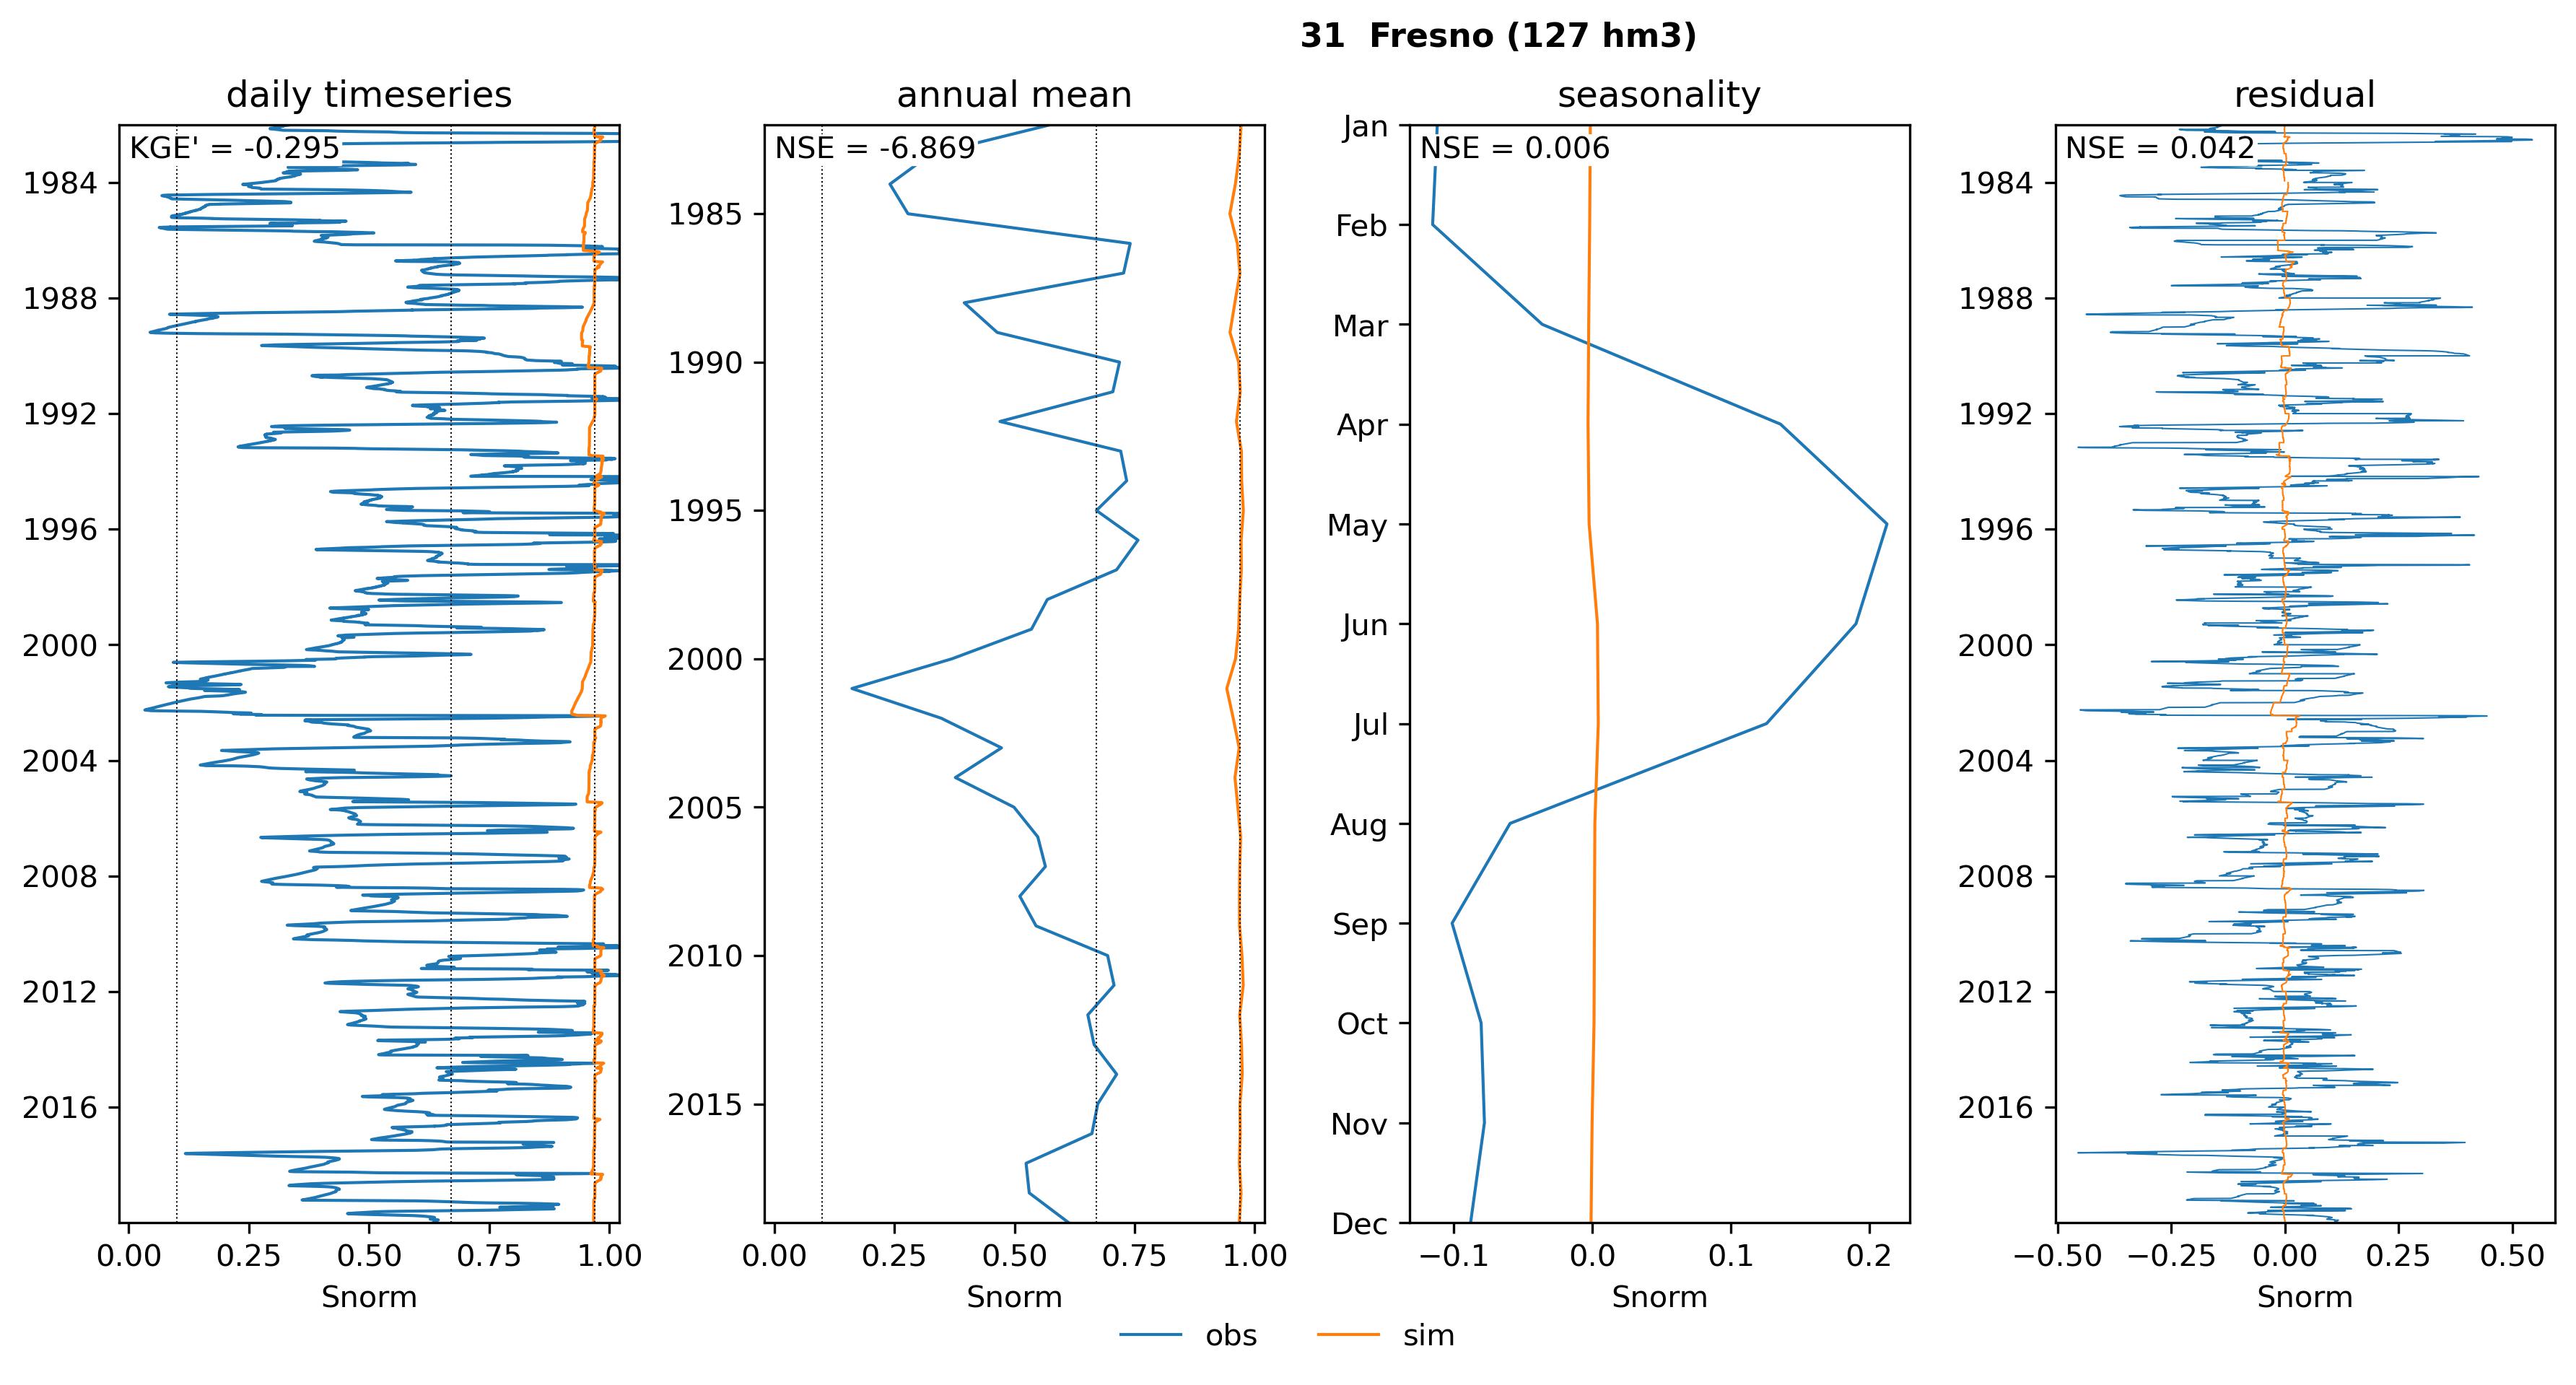 31  Fresno (127 hm3)
daily timeseries
KGE' = -0.295
1984
1988
1992
1996
2000
2004
2008
2012
2016
0.00 0.25 0.50 0.75 1.00
Snorm
annual mean
NSE = -6.869
1985
1990
1995
2000
2005
2010
2015
0.00 0.25 0.50 0.75 1.00
Snorm
seasonality
NSE = 0.006
Jan
Feb
Mar
Apr
May
Jun
Jul
Aug
Sep
Oct
Nov
Dec
−0.1 0.0 0.1 0.2
Snorm
residual
NSE = 0.042
1984
1988
1992
1996
2000
2004
2008
2012
2016
−0.50 −0.25 0.00 0.25 0.50
Snorm
obs sim